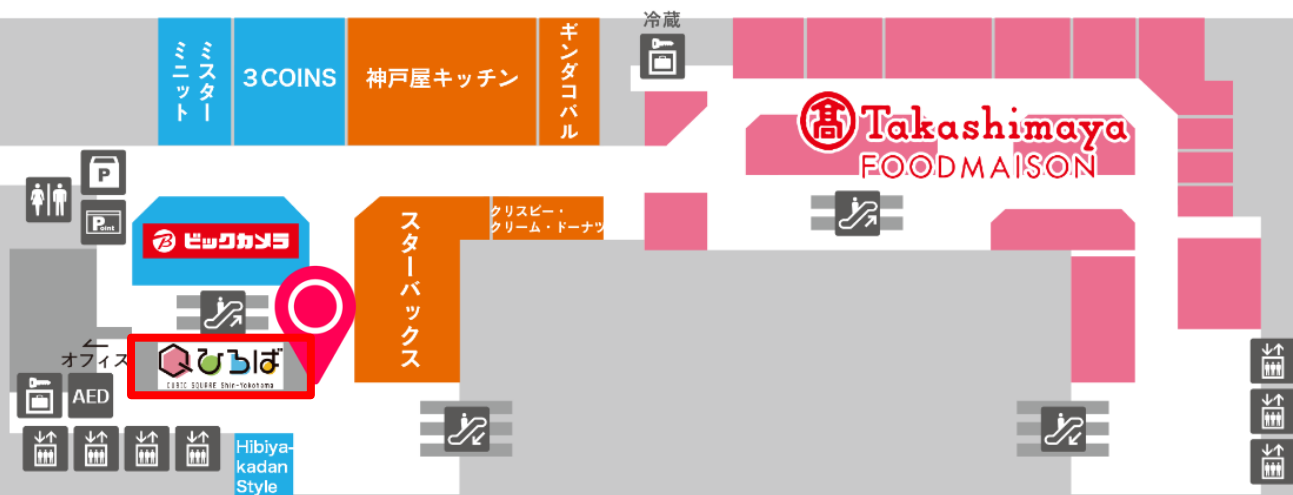 冷蔵
ミスター
ミニット
3COINS
神戸屋キッチン
ギンダコバル
髙 Takashimaya
FOODMAISON
P
Point
B ビックカメラ
スターバックス
クリスピー・
クリーム・ドーナツ
オフィス
Qひろば
CUBIC SQUARE Shin-Yokohama
AED
Hibiya-
kadan
Style